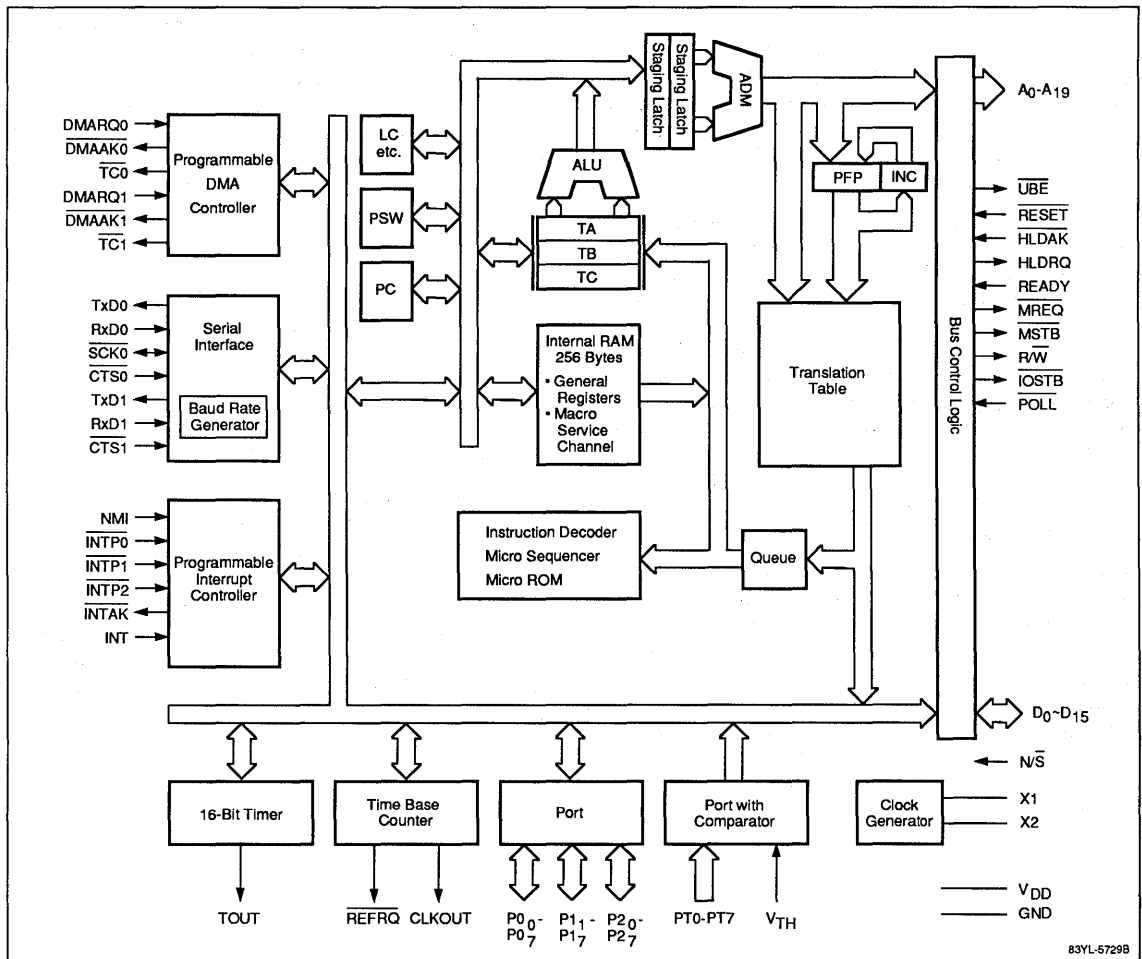 DMARQ0
DMAAK0
TC0
DMARQ1
DMAAK1
TC1
Programmable
DMA
Controller
TxD0
RxD0
SCK0
CTS0
TxD1
RxD1
CTS1
Serial
Interface
Baud Rate
Generator
NMI
INTP0
INTP1
INTP2
INTAK
INT
Programmable
Interrupt
Controller
LC
etc.
PSW
PC
Staging Latch
Staging Latch
ADM
ALU
TA
TB
TC
Internal RAM
256 Bytes
• General
Registers
• Macro
Service
Channel
Instruction Decoder
Micro Sequencer
Micro ROM
PFP
INC
Translation
Table
Queue
Bus Control Logic
A0-A19
UBE
RESET
HLDAK
HLDRQ
READY
MREQ
MSTB
R/W
IOSTB
POLL
D0~D15
N/S
16-Bit Timer
Time Base
Counter
Port
Port with
Comparator
Clock
Generator
X1
X2
TOUT
REFRQ
CLKOUT
P00-
P07
P11-
P17
P20-
P27
PT0-PT7
VTH
VDD
GND
83YL-5729B